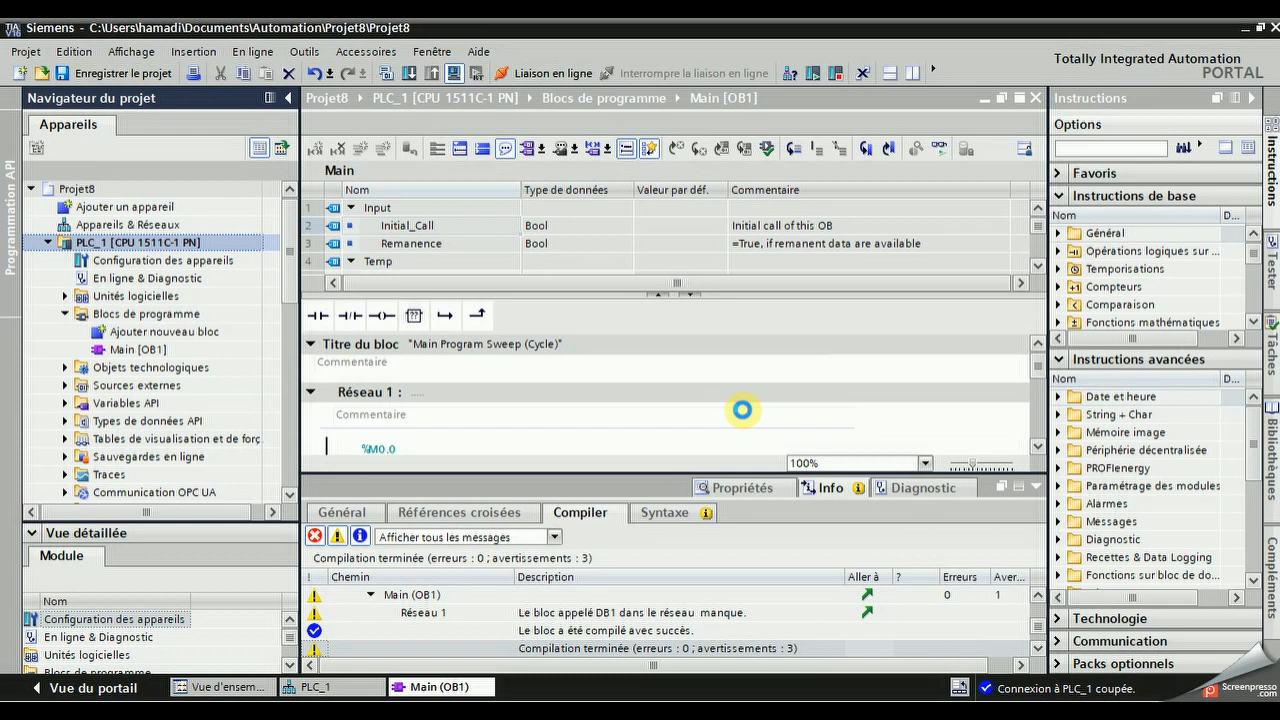 Siemens - C:\Users\hamadi\Documents\Automation\Projet8\Projet8
Projet Edition Affichage Insertion En ligne Outils Accessoires Fenêtre Aide
Enregistrer le projet Liaison en ligne Interrompre la liaison en ligne
Totally Integrated Automation
PORTAL
Navigateur du projet
Appareils
Programmation API
Projet8
Ajouter un appareil
Appareils & Réseaux
PLC_1 [CPU 1511C-1 PN]
Configuration des appareils
En ligne & Diagnostic
Unités logicielles
Blocs de programme
Ajouter nouveau bloc
Main [OB1]
Objets technologiques
Sources externes
Variables API
Types de données API
Tables de visualisation et de forç
Sauvegardes en ligne
Traces
Communication OPC UA
Vue détaillée
Module
Nom
Configuration des appareils
En ligne & Diagnostic
Unités logicielles
Blocs de programme
Projet8 PLC_1 [CPU 1511C-1 PN] Blocs de programme Main [OB1]
Main
Nom Type de données Valeur par déf. Commentaire
1 Input
2 Initial_Call Bool Initial call of this OB
3 Remanence Bool =True, if remanent data are available
4 Temp
Titre du bloc "Main Program Sweep (Cycle)"
Commentaire
Réseau 1 : .....
Commentaire
%M0.0
100%
Propriétés Info Diagnostic
Général Références croisées Compiler Syntaxe
Afficher tous les messages
Compilation terminée (erreurs : 0 ; avertissements : 3)
! Chemin Description Aller à ? Erreurs Aver...
Main (OB1) 0 1
Réseau 1 Le bloc appelé DB1 dans le réseau manque.
Le bloc a été compilé avec succès.
Compilation terminée (erreurs : 0 ; avertissements : 3)
Instructions
Options
Favoris
Instructions de base
Nom D...
Général
Opérations logiques sur ...
Temporisations
Compteurs
Comparaison
Fonctions mathématiques
Instructions avancées
Nom D...
Date et heure
String + Char
Mémoire image
Périphérie décentralisée
PROFIenergy
Paramétrage des modules
Alarmes
Messages
Diagnostic
Recettes & Data Logging
Fonctions sur bloc de do...
Technologie
Communication
Packs optionnels
Instructions
Tester
Tâches
Bibliothèques
Compléments
Vue du portail Vue d'ensem... PLC_1 Main (OB1) Connexion à PLC_1 coupée.
Screenpresso
.com